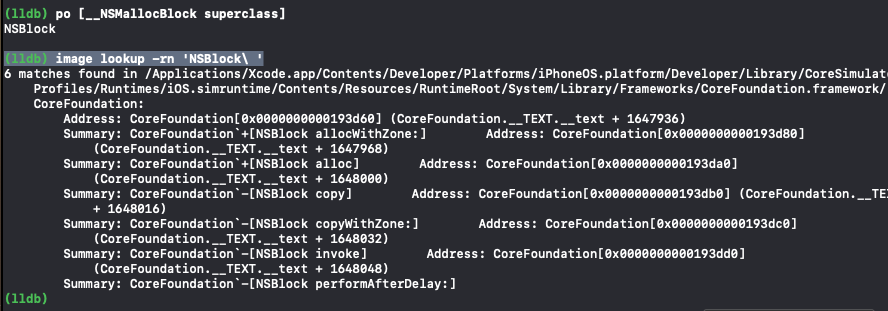 (lldb) po [__NSMallocBlock superclass]
NSBlock
(lldb) image lookup -rn 'NSBlock\ '
6 matches found in /Applications/Xcode.app/Contents/Developer/Platforms/iPhoneOS.platform/Developer/Library/CoreSimulato
Profiles/Runtimes/iOS.simruntime/Contents/Resources/RuntimeRoot/System/Library/Frameworks/CoreFoundation.framework/
CoreFoundation:
Address: CoreFoundation[0x0000000000193d60] (CoreFoundation.__TEXT.__text + 1647936)
Summary: CoreFoundation`+[NSBlock allocWithZone:] Address: CoreFoundation[0x0000000000193d80]
(CoreFoundation.__TEXT.__text + 1647968)
Summary: CoreFoundation`+[NSBlock alloc] Address: CoreFoundation[0x0000000000193da0]
(CoreFoundation.__TEXT.__text + 1648000)
Summary: CoreFoundation`-[NSBlock copy] Address: CoreFoundation[0x0000000000193db0] (CoreFoundation.__TEX
+ 1648016)
Summary: CoreFoundation`-[NSBlock copyWithZone:] Address: CoreFoundation[0x0000000000193dc0]
(CoreFoundation.__TEXT.__text + 1648032)
Summary: CoreFoundation`-[NSBlock invoke] Address: CoreFoundation[0x0000000000193dd0]
(CoreFoundation.__TEXT.__text + 1648048)
Summary: CoreFoundation`-[NSBlock performAfterDelay:]
(lldb)